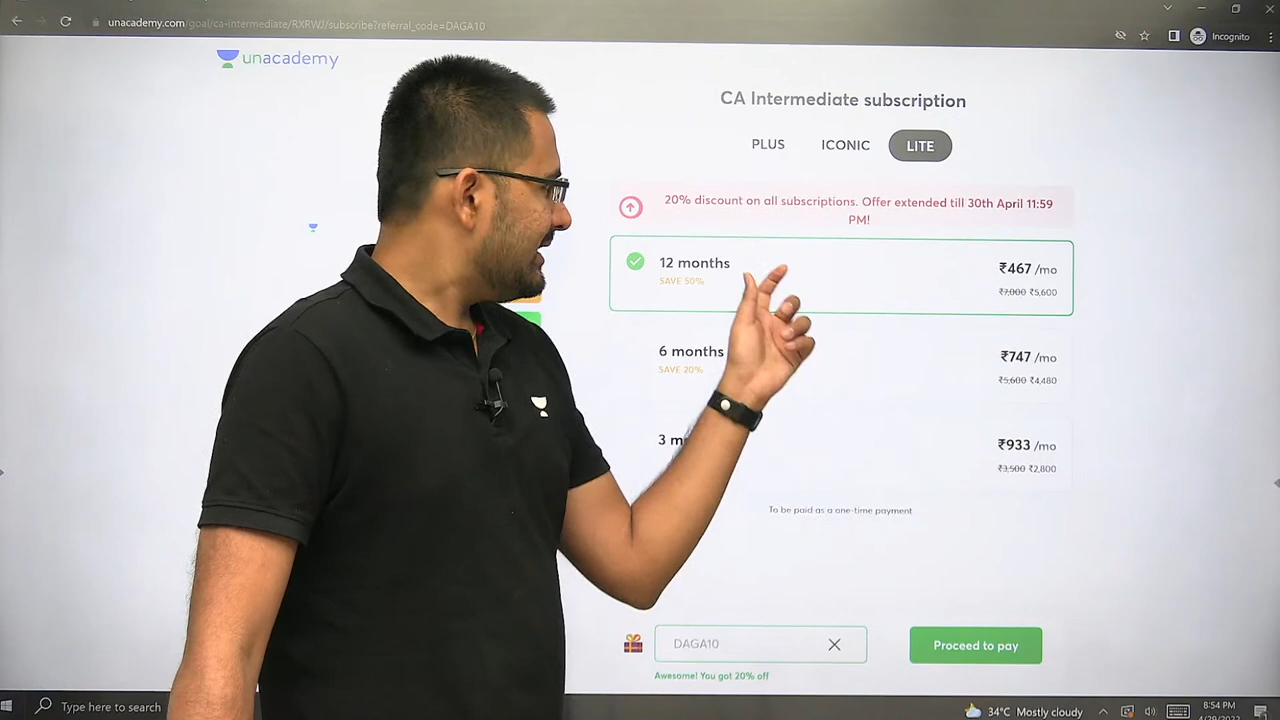 unacademy.com/goal/ca-intermediate/RXRWJ/subscribe?referral_code=DAGA10
Incognito
unacademy
CA Intermediate subscription
PLUS ICONIC LITE
20% discount on all subscriptions. Offer extended till 30th April 11:59
PM!
12 months
SAVE 50%
₹467 /mo
₹7,000 ₹5,600
6 months
SAVE 20%
₹747 /mo
₹5,600 ₹4,480
3 m
₹933 /mo
₹3,500 ₹2,800
To be paid as a one-time payment
DAGA10
Proceed to pay
Awesome! You got 20% off
Type here to search
34°C Mostly cloudy
8:54 PM